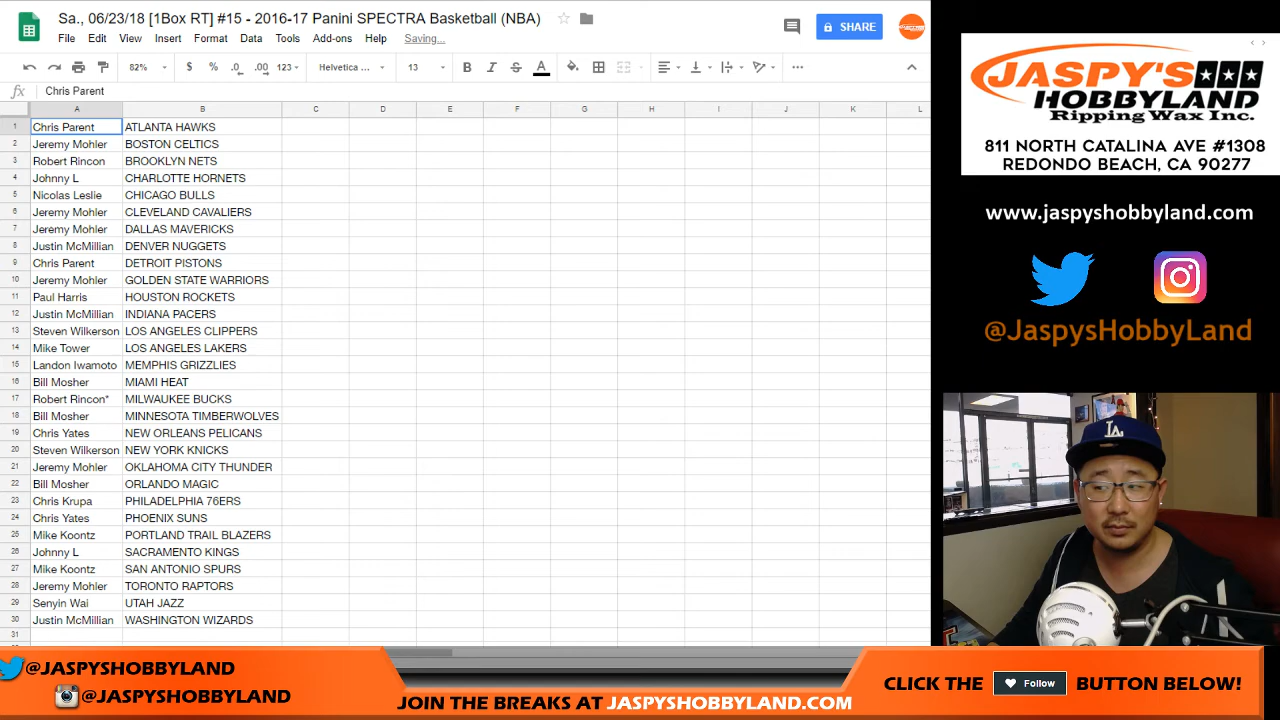 Sa., 06/23/18 [1Box RT] #15 - 2016-17 Panini SPECTRA Basketball (NBA)
File Edit View Insert Format Data Tools Add-ons Help Saving...
SHARE
82% $ % .0 .00 123 Helvetica ... 13 B I S A
fx Chris Parent
A B C D E F G H I J K L
1 Chris Parent ATLANTA HAWKS
2 Jeremy Mohler BOSTON CELTICS
3 Robert Rincon BROOKLYN NETS
4 Johnny L CHARLOTTE HORNETS
5 Nicolas Leslie CHICAGO BULLS
6 Jeremy Mohler CLEVELAND CAVALIERS
7 Jeremy Mohler DALLAS MAVERICKS
8 Justin McMillian DENVER NUGGETS
9 Chris Parent DETROIT PISTONS
10 Jeremy Mohler GOLDEN STATE WARRIORS
11 Paul Harris HOUSTON ROCKETS
12 Justin McMillian INDIANA PACERS
13 Steven Wilkerson LOS ANGELES CLIPPERS
14 Mike Tower LOS ANGELES LAKERS
15 Landon Iwamoto MEMPHIS GRIZZLIES
16 Bill Mosher MIAMI HEAT
17 Robert Rincon* MILWAUKEE BUCKS
18 Bill Mosher MINNESOTA TIMBERWOLVES
19 Chris Yates NEW ORLEANS PELICANS
20 Steven Wilkerson NEW YORK KNICKS
21 Jeremy Mohler OKLAHOMA CITY THUNDER
22 Bill Mosher ORLANDO MAGIC
23 Chris Krupa PHILADELPHIA 76ERS
24 Chris Yates PHOENIX SUNS
25 Mike Koontz PORTLAND TRAIL BLAZERS
26 Johnny L SACRAMENTO KINGS
27 Mike Koontz SAN ANTONIO SPURS
28 Jeremy Mohler TORONTO RAPTORS
29 Senyin Wai UTAH JAZZ
30 Justin McMillian WASHINGTON WIZARDS
31
JASPY'S
HOBBYLAND
Ripping Wax Inc.
811 NORTH CATALINA AVE #1308
REDONDO BEACH, CA 90277
www.jaspyshobbyland.com
@JaspysHobbyLand
LA
@JASPYSHOBBYLAND
@JASPYSHOBBYLAND
JOIN THE BREAKS AT JASPYSHOBBYLAND.COM
CLICK THE Follow BUTTON BELOW!